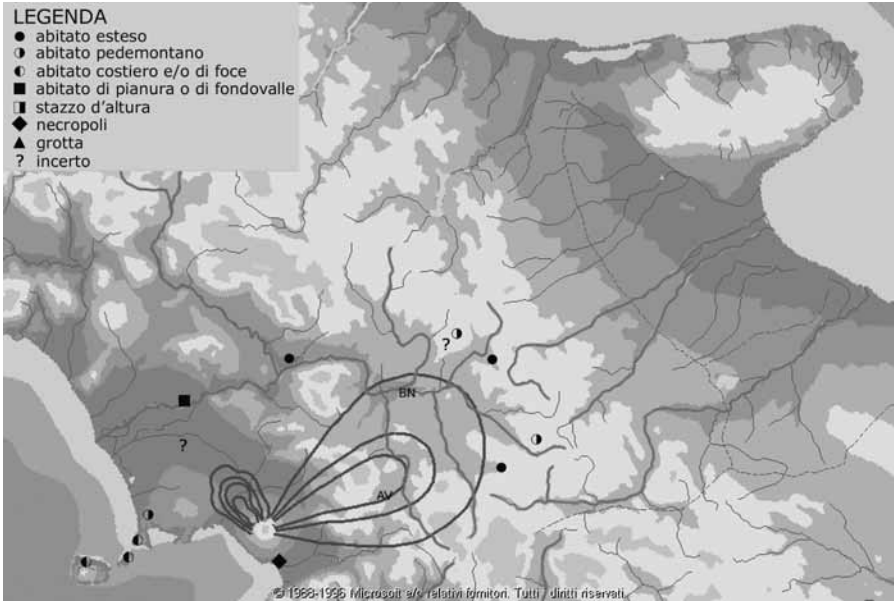 LEGENDA
abitato esteso
abitato pedemontano
abitato costiero e/o di foce
abitato di pianura o di fondovalle
stazzo d'altura
necropoli
grotta
? incerto
?
BN
?
AV
© 1988-1996 Microsoft e/o relativi fornitori. Tutti i diritti riservati.